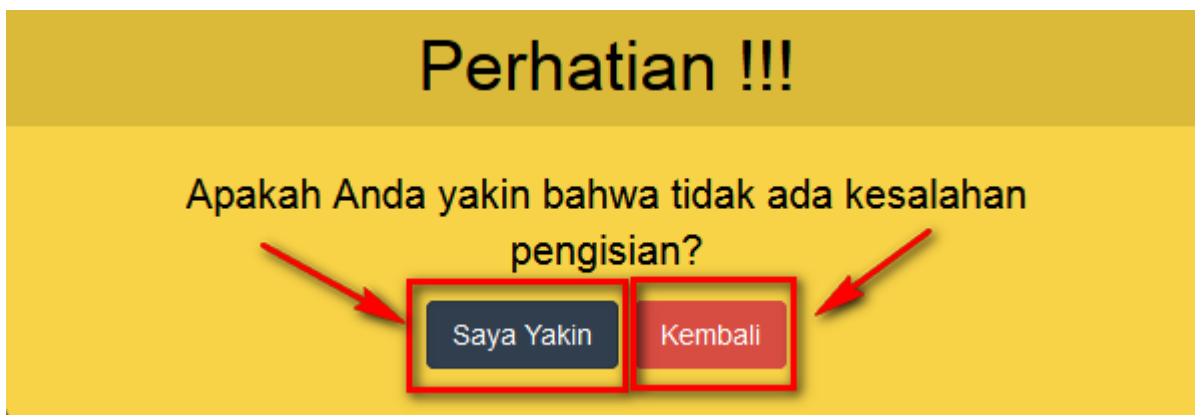 Perhatian !!!
Apakah Anda yakin bahwa tidak ada kesalahan
pengisian?
Saya Yakin
Kembali